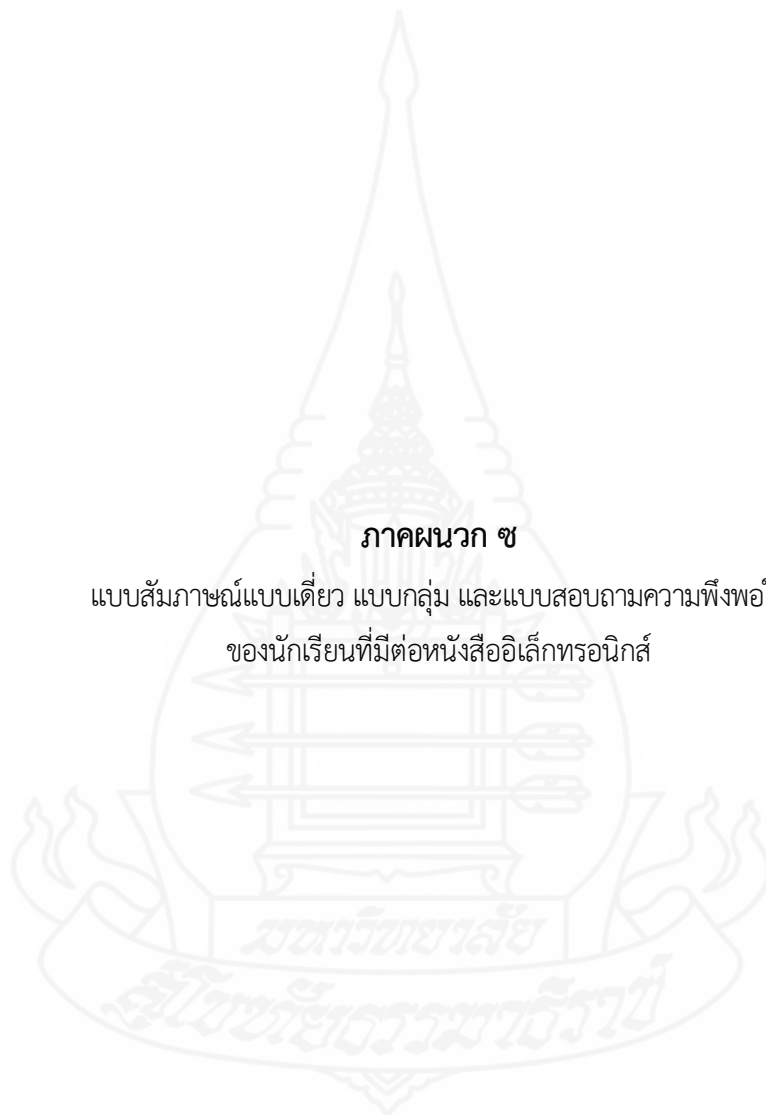 ภาคผนวก ซ
แบบสัมภาษณ์แบบเดี่ยว แบบกลุ่ม และแบบสอบถามความพึงพอ
ของนักเรียนที่มีต่อหนังสืออิเล็กทรอนิกส์
มหาวิทยาลัย
สุโขทัยธรรมาธิราช